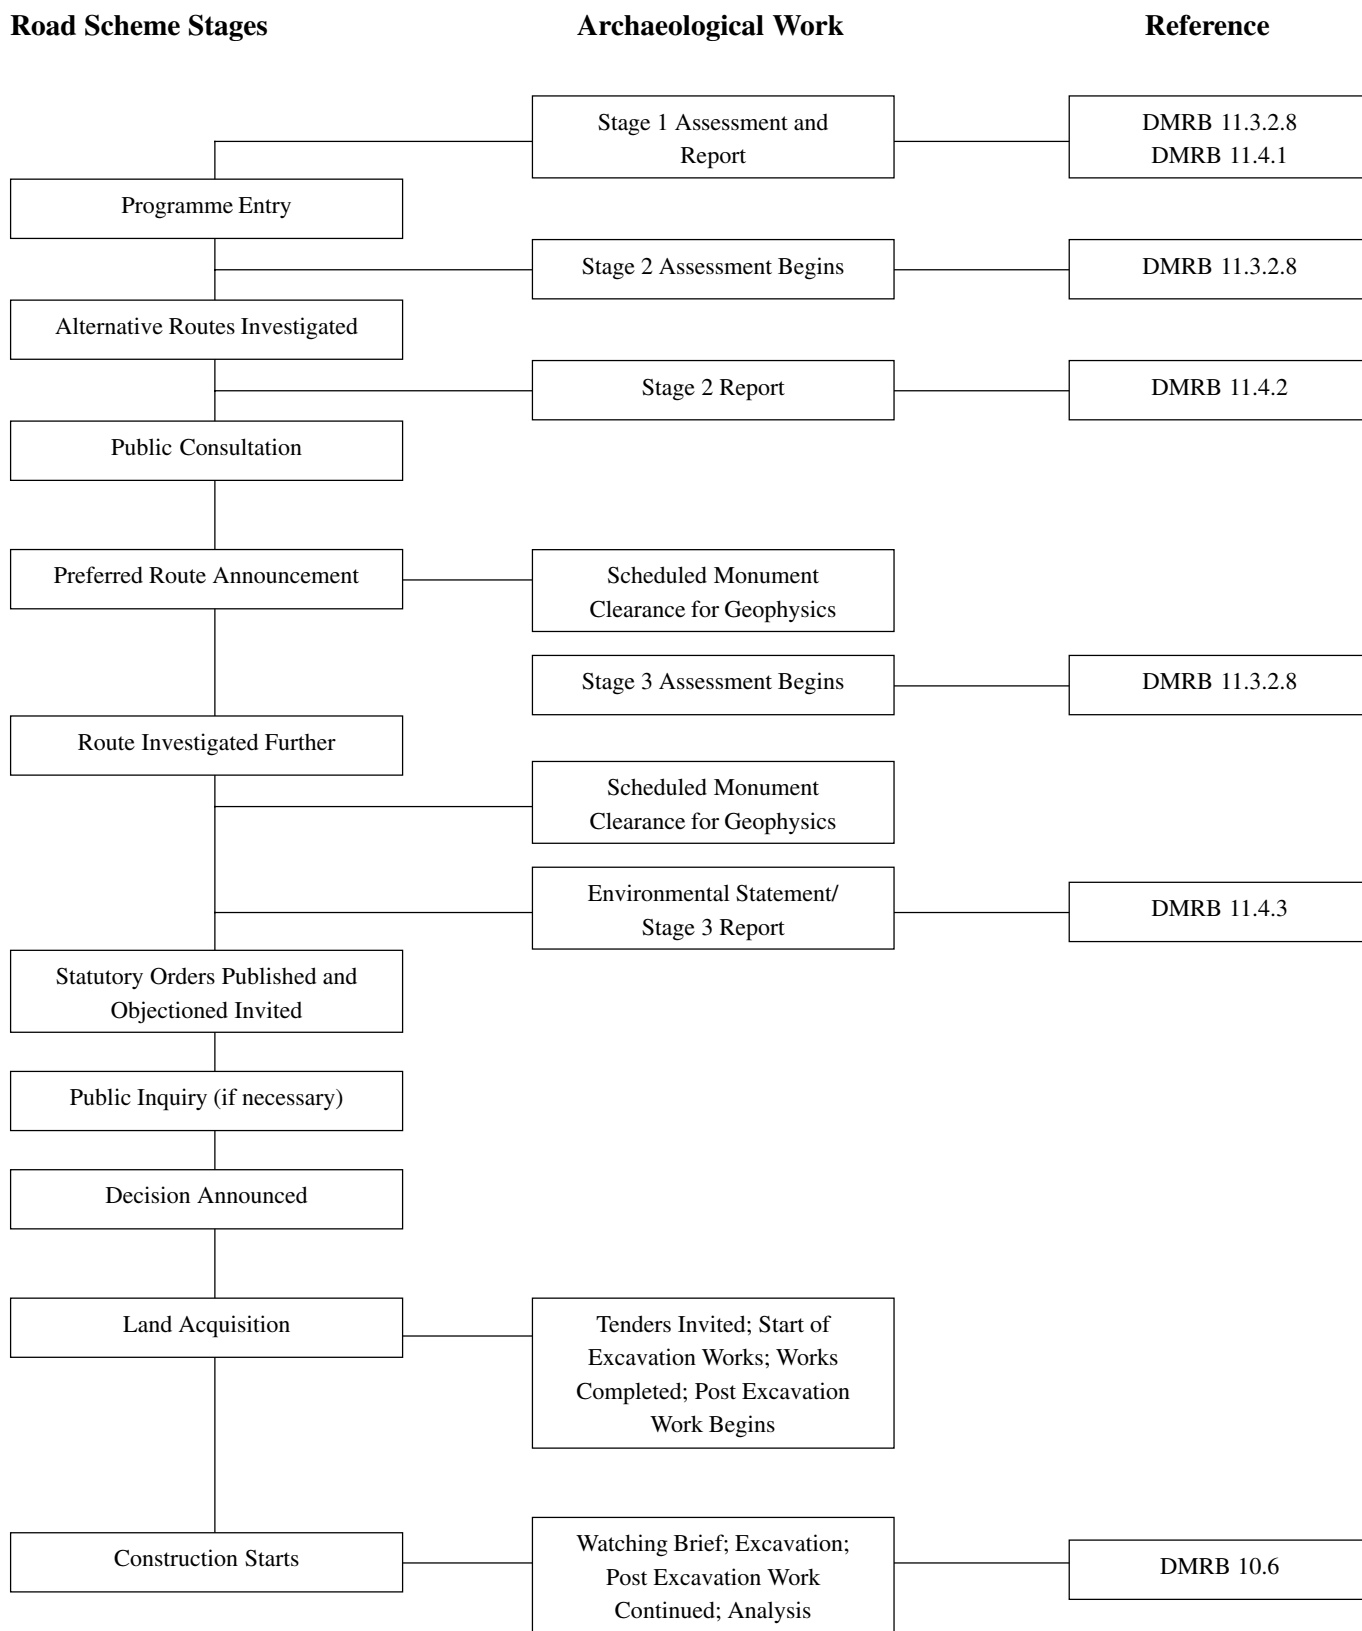 Road Scheme Stages
Archaeological Work
Reference
Stage 1 Assessment and
Report
DMRB 11.3.2.8
DMRB 11.4.1
Programme Entry
Stage 2 Assessment Begins
DMRB 11.3.2.8
Alternative Routes Investigated
Stage 2 Report
DMRB 11.4.2
Public Consultation
Preferred Route Announcement
Scheduled Monument
Clearance for Geophysics
Stage 3 Assessment Begins
DMRB 11.3.2.8
Route Investigated Further
Scheduled Monument
Clearance for Geophysics
Environmental Statement/
Stage 3 Report
DMRB 11.4.3
Statutory Orders Published and
Objectioned Invited
Public Inquiry (if necessary)
Decision Announced
Land Acquisition
Tenders Invited; Start of
Excavation Works; Works
Completed; Post Excavation
Work Begins
Construction Starts
Watching Brief; Excavation;
Post Excavation Work
Continued; Analysis
DMRB 10.6